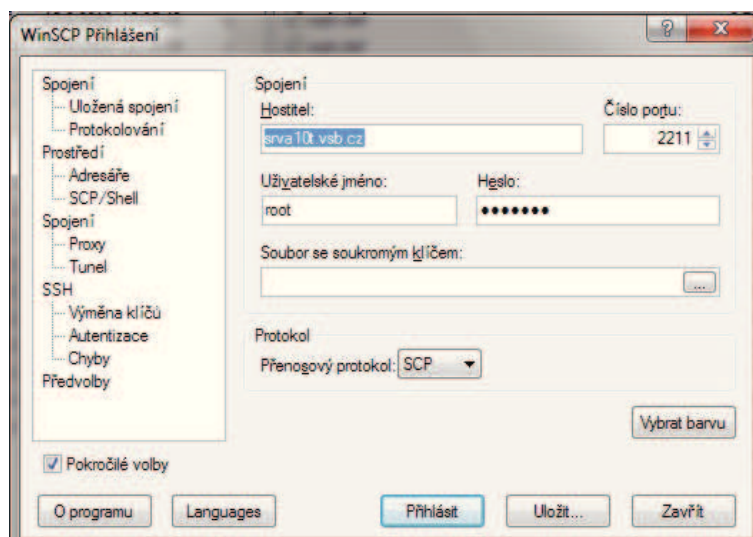 WinSCP Přihlášení
Spojení
Uložená spojení
Protokolování
Prostředí
Adresáře
SCP/Shell
Spojení
Proxy
Tunel
SSH
Výměna klíčů
Autentizace
Chyby
Předvolby
Pokročilé volby
Spojení
Hostitel:
Číslo portu:
srva10t.vsb.cz
2211
Uživatelské jméno:
Heslo:
root
●●●●●●●
Soubor se soukromým klíčem:
...
Protokol
Přenosový protokol: SCP
Vybrat barvu
O programu
Languages
Přihlásit
Uložit...
Zavřít